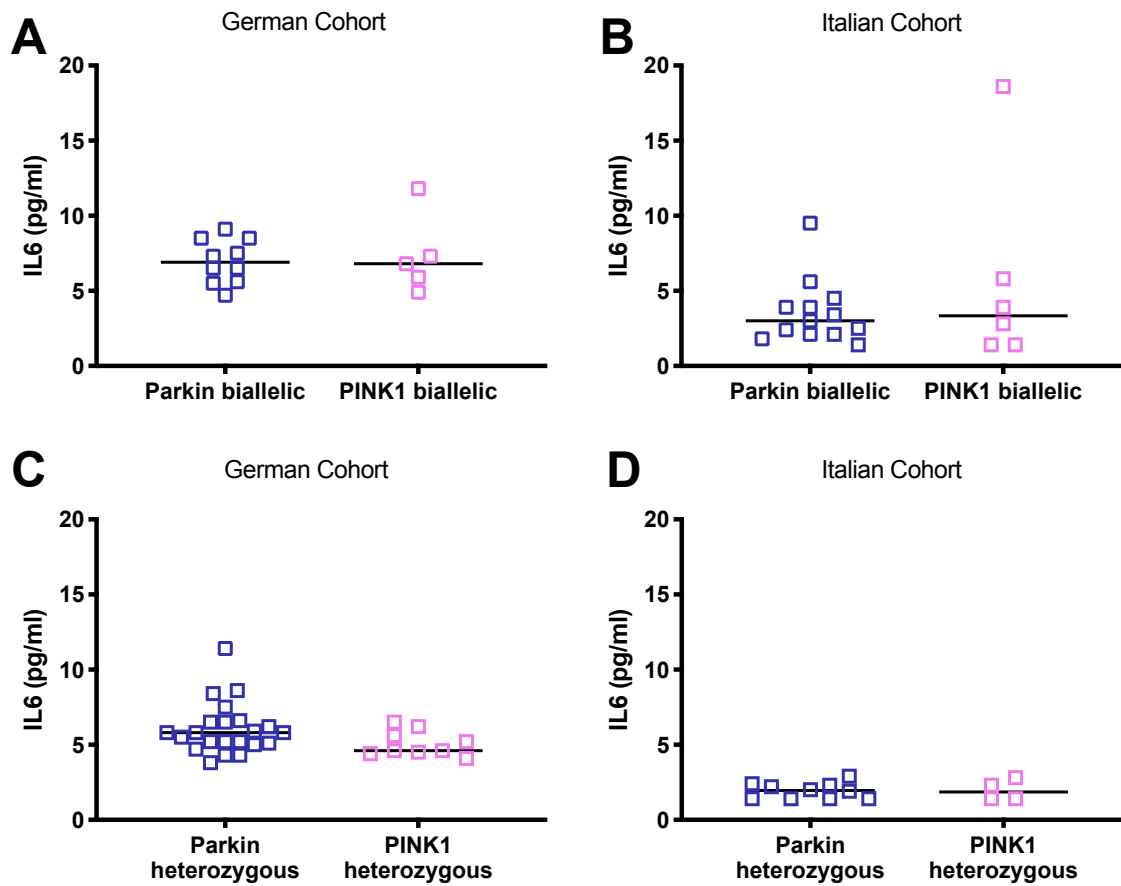 A
German Cohort
20
15
10
5
0
IL6 (pg/ml)
Parkin biallelic
PINK1 biallelic
B
Italian Cohort
20
15
10
5
0
IL6 (pg/ml)
Parkin biallelic
PINK1 biallelic
C
German Cohort
20
15
10
5
0
IL6 (pg/ml)
Parkin
heterozygous
PINK1
heterozygous
D
Italian Cohort
20
15
10
5
0
IL6 (pg/ml)
Parkin
heterozygous
PINK1
heterozygous